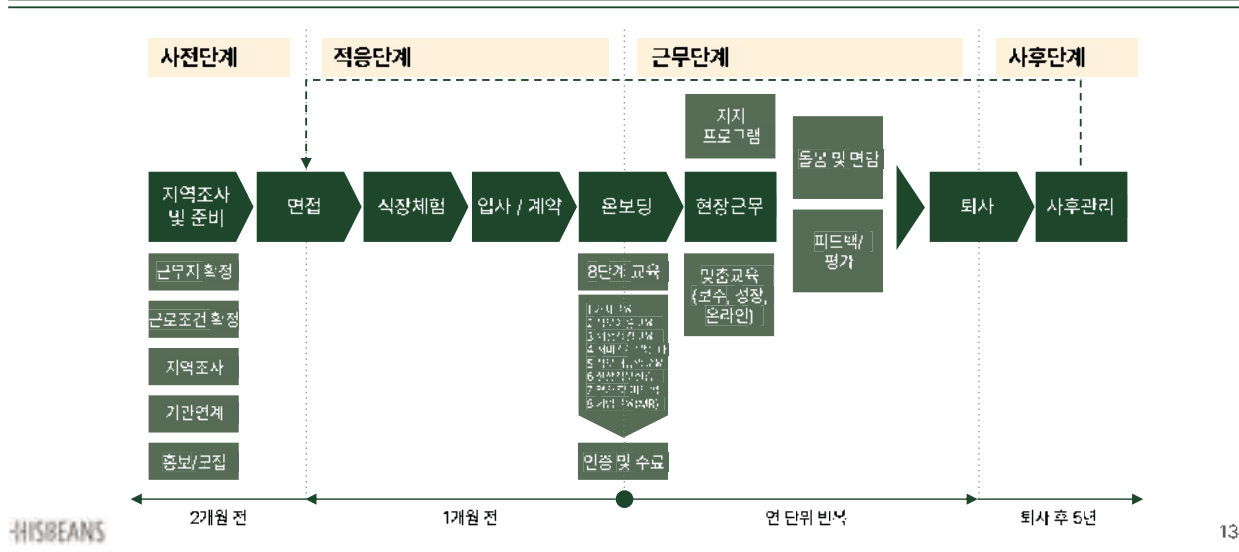 사전단계
적응단계
근무단계
사후단계
지지
프로그램
돌봄 및 면담
지역조사
및 준비
면접
직장체험
입사 / 계약
온보딩
현장근무
퇴사
사후관리
피드백/
평가
근무지 확정
근로조건 확정
지역조사
기관연계
홍보/모집
8단계 교육
맞춤교육
(보수, 성장,
온라인)
인증 및 수료
2개월 전
1개월 전
연 단위 반복
퇴사 후 5년
HISBEANS
13